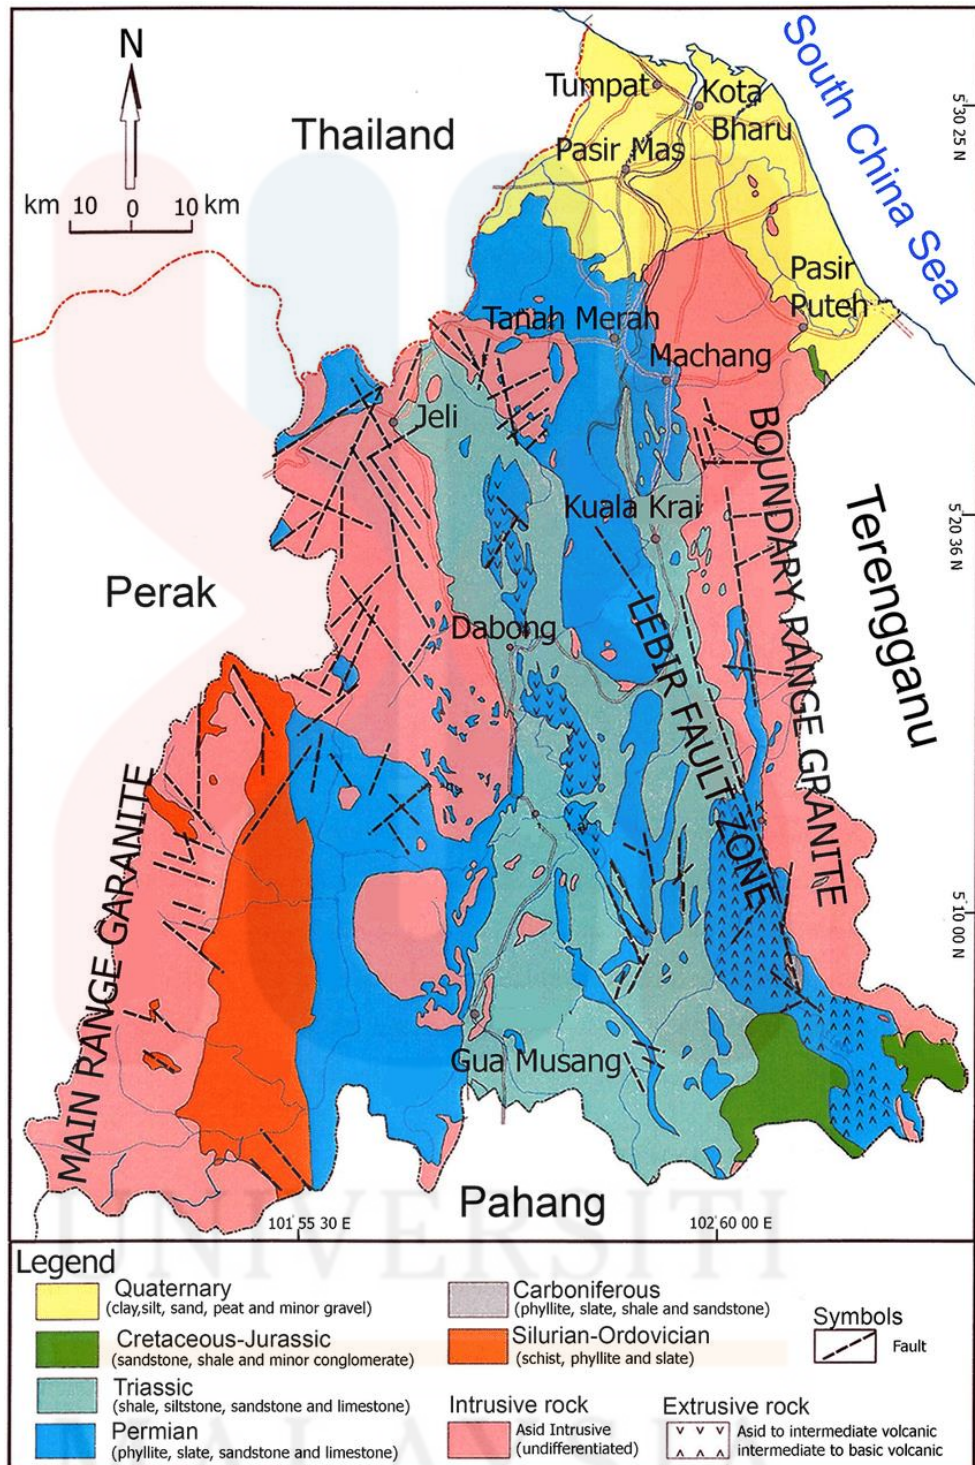 N
km 10 0 10 km
Thailand
South China Sea
Tumpat
Kota
Bharu
Pasir Mas
5 30 25 N
Pasir
Puteh
Tanah Merah
Machang
Jeli
BOUNDARY RANGE GRANITE
Terengganu
Kuala Krai
5 20 36 N
Perak
Dabong
LEBIR FAULT ZONE
MAIN RANGE GARANITE
5 10 00 N
Gua Musang
Pahang
101 55 30 E
102 60 00 E
UNIVERSITI
Legend
Quaternary
(clay,silt, sand, peat and minor gravel)
Cretaceous-Jurassic
(sandstone, shale and minor conglomerate)
Triassic
(shale, siltstone, sandstone and limestone)
Permian
(phyllite, slate, sandstone and limestone)
Carboniferous
(phyllite, slate, shale and sandstone)
Silurian-Ordovician
(schist, phyllite and slate)
Intrusive rock
Asid Intrusive
(undifferentiated)
Symbols
Fault
Extrusive rock
Asid to intermediate volcanic
intermediate to basic volcanic
MALAYSIA